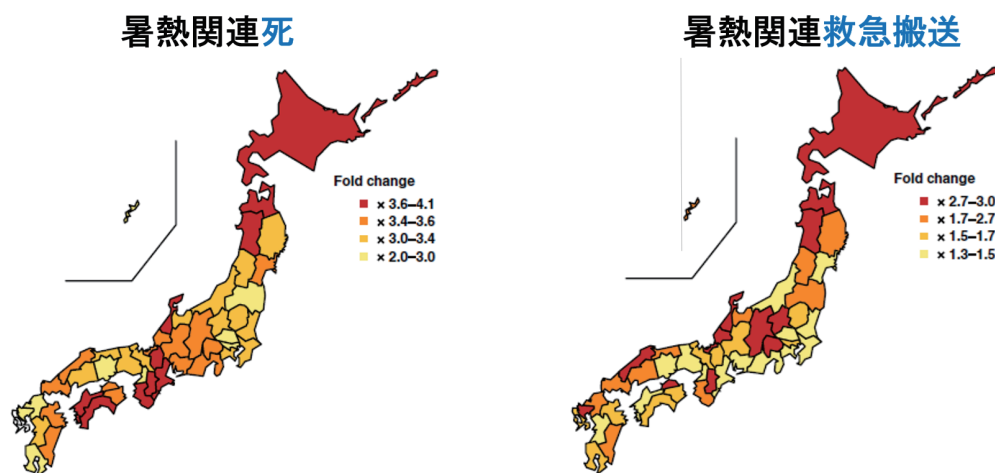 暑熱関連死
Fold change
× 3.6–4.1
× 3.4–3.6
× 3.0–3.4
× 2.0–3.0
暑熱関連救急搬送
Fold change
× 2.7–3.0
× 1.7–2.7
× 1.5–1.7
× 1.3–1.5